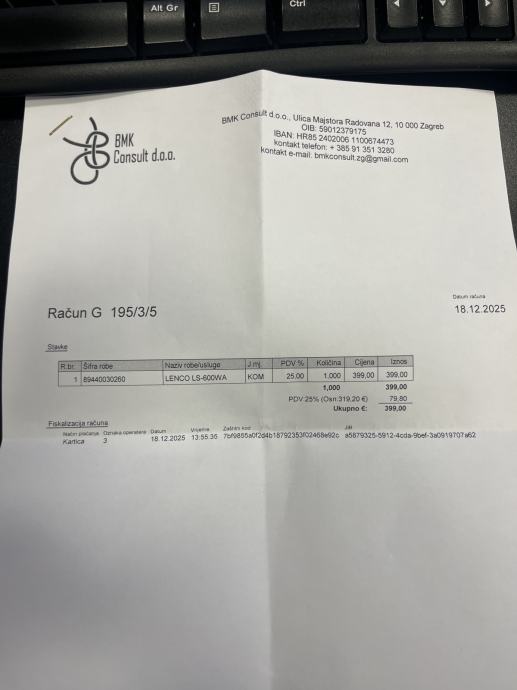 Alt Gr
Ctrl
BMK
Consult d.o.o.
BMK Consult d.o.o., Ulica Majstora Radovana 12, 10 000 Zagreb
OIB: 59012379175
IBAN: HR85 2402006 1100674473
kontakt telefon: + 385 91 351 3280
kontakt e-mail: bmkconsult.zg@gmail.com
Datum računa
Račun G 195/3/5 18.12.2025
Stavke
R.br. Šifra robe Naziv robe/usluge J.mj. PDV % Količina Cijena Iznos
1 89440030260 LENCO LS-600WA KOM 25,00 1,000 399,00 399,00
1,000 399,00
PDV 25% (Osn:319,20 €) 79,80
Ukupno €: 399,00
Fiskalizacija računa
Način plaćanja Oznaka operatera Datum Vrijeme Zaštitni kod JIR
Kartica 3 18.12.2025 13:55:35 7bf9855a0f2d4b18792353f02468e92c a5879325-5912-4cda-9bef-3a0919707a62